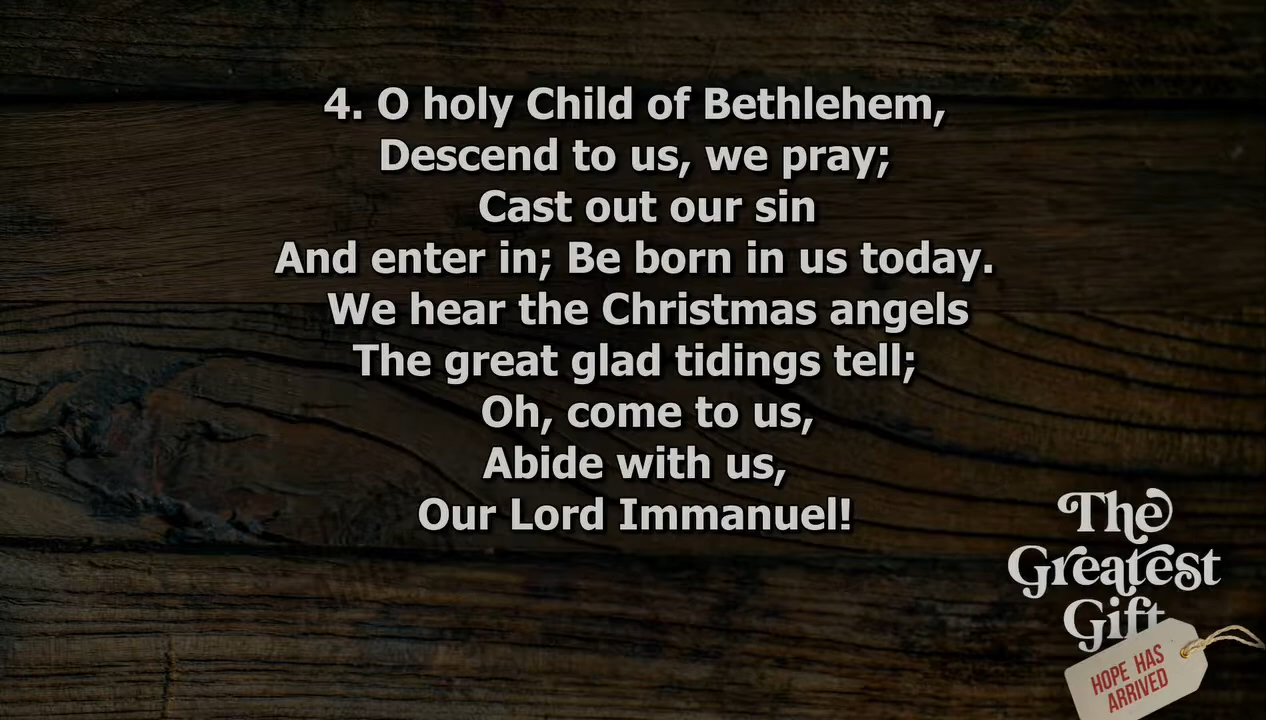 4. O holy Child of Bethlehem,
Descend to us, we pray;
Cast out our sin
And enter in; Be born in us today.
We hear the Christmas angels
The great glad tidings tell;
Oh, come to us,
Abide with us,
Our Lord Immanuel!
The
Greatest
Gift
HOPE HAS
ARRIVED